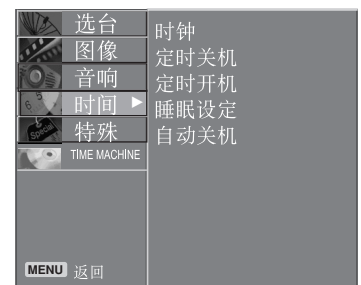 选台
图像
音响
时间
特殊
TIME MACHINE
时钟
定时关机
定时开机
睡眠设定
自动关机
MENU 返回